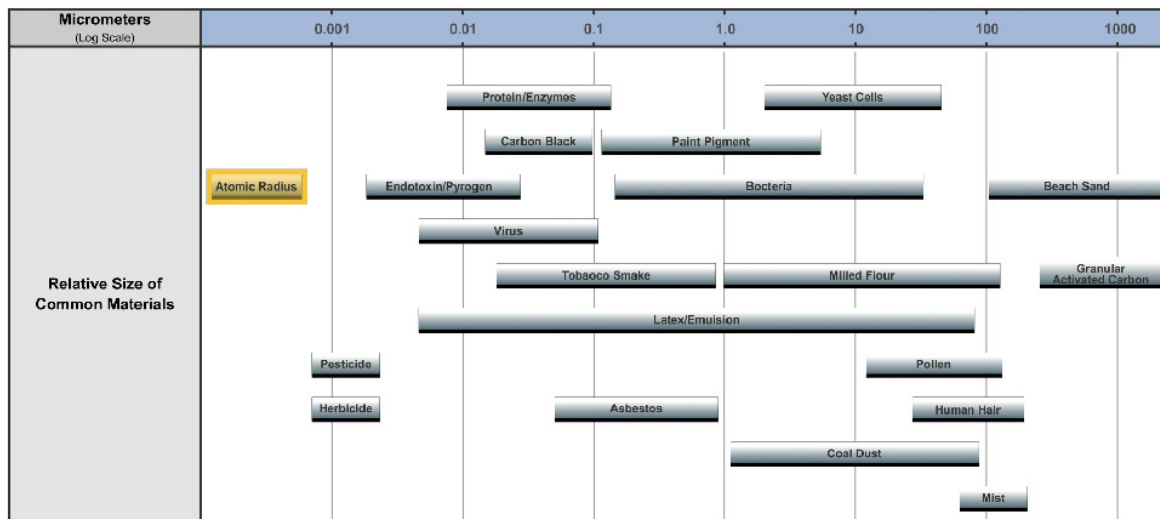 Micrometers
(Log Scale)
0.001 0.01 0.1 1.0 10 100 1000
Protein/Enzymes Yeast Cells
Carbon Black Paint Pigment
Atomic Radius Endotoxin/Pyrogen Bocteria Beach Sand
Virus
Relative Size of
Common Materials
Tobaoco Smake Milled Flour Granular
Activated Carbon
Latex/Emuision
Pesticide Pollen
Herbicide Asbestos Human Hair
Coal Dust
Mist